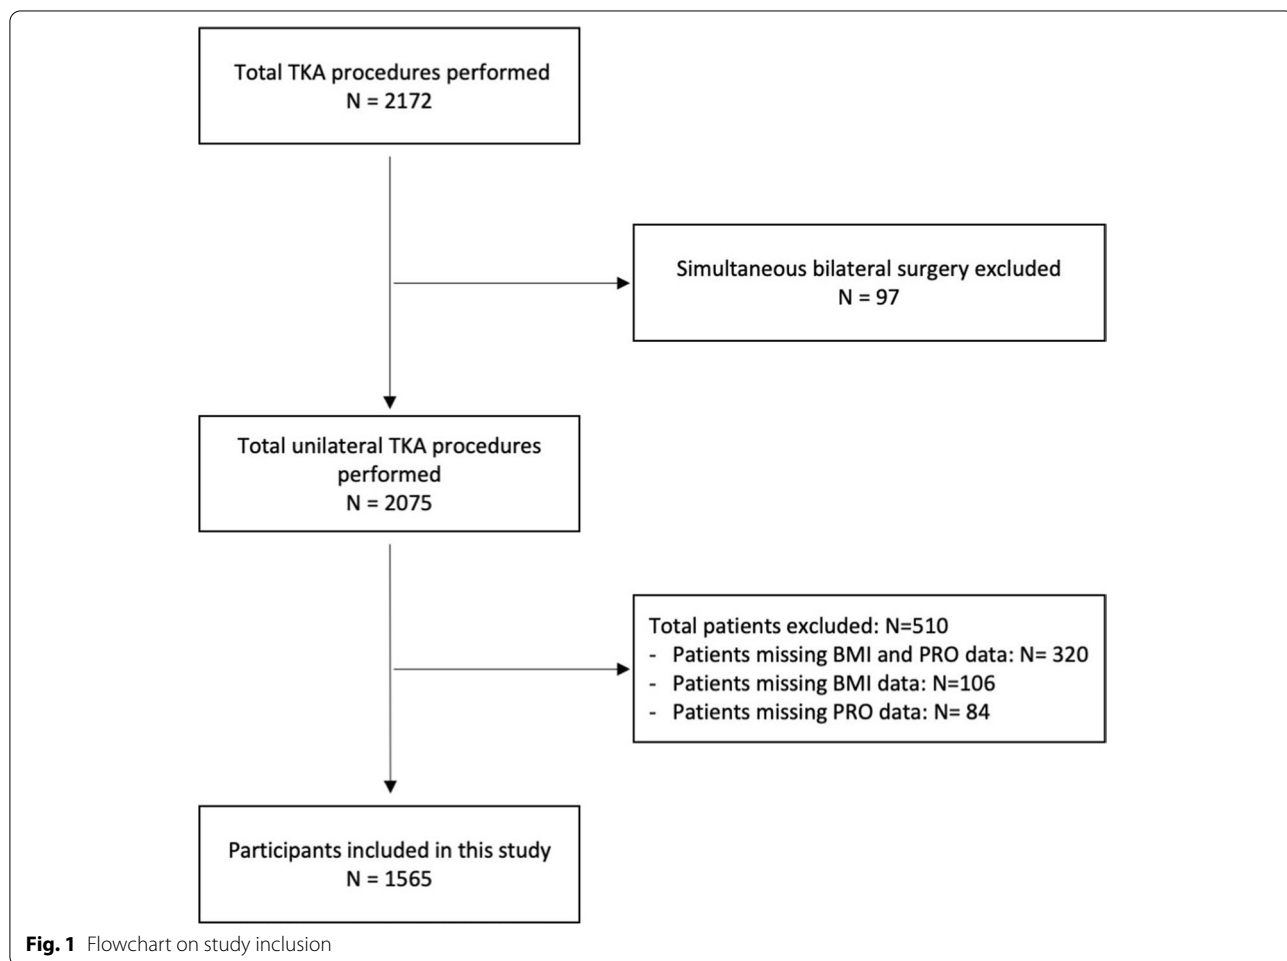 Total TKA procedures performed
N = 2172
Simultaneous bilateral surgery excluded
N = 97
Total unilateral TKA procedures
performed
N = 2075
Total patients excluded: N=510
- Patients missing BMI and PRO data: N= 320
- Patients missing BMI data: N=106
- Patients missing PRO data: N= 84
Participants included in this study
N = 1565
Fig. 1 Flowchart on study inclusion